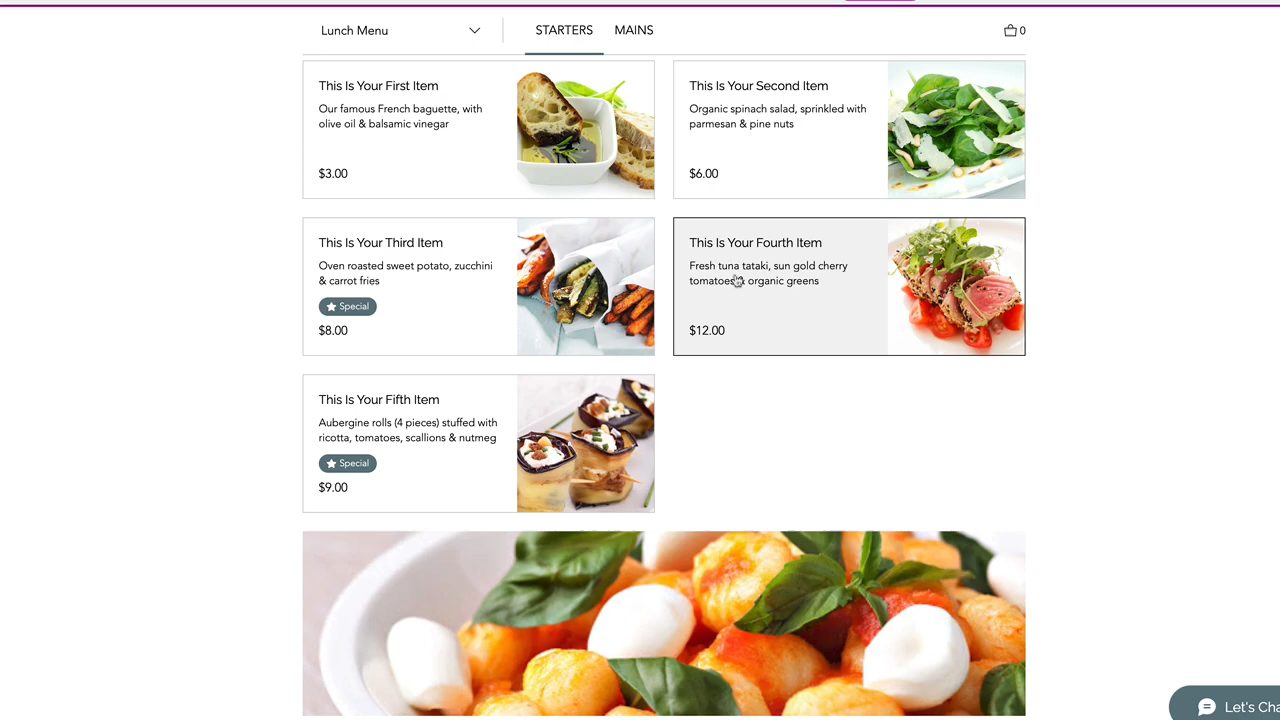 Lunch Menu
STARTERS MAINS
0
This Is Your First Item
Our famous French baguette, with
olive oil & balsamic vinegar
$3.00
This Is Your Second Item
Organic spinach salad, sprinkled with
parmesan & pine nuts
$6.00
This Is Your Third Item
Oven roasted sweet potato, zucchini
& carrot fries
Special
$8.00
This Is Your Fourth Item
Fresh tuna tataki, sun gold cherry
tomatoes organic greens
$12.00
This Is Your Fifth Item
Aubergine rolls (4 pieces) stuffed with
ricotta, tomatoes, scallions & nutmeg
Special
$9.00
Let's Cha